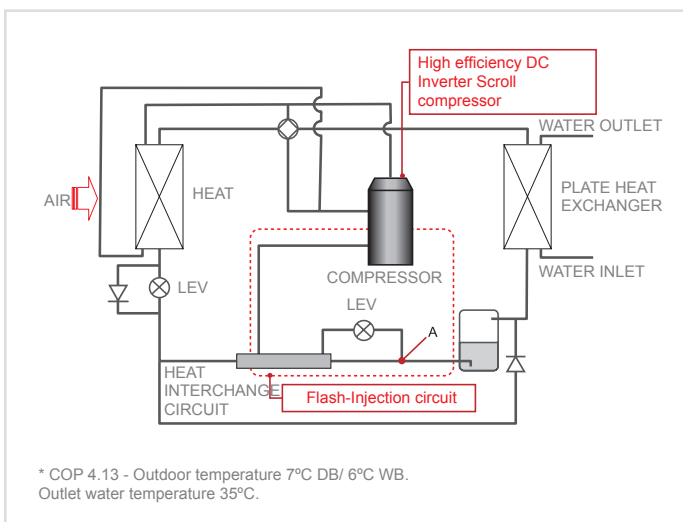 High efficiency DC
Inverter Scroll
compressor
WATER OUTLET
HEAT
PLATE HEAT
EXCHANGER
AIR
WATER INLET
COMPRESSOR
LEV
LEV
A
HEAT
INTERCHANGE
CIRCUIT
Flash-Injection circuit
* COP 4.13 - Outdoor temperature 7ºC DB/ 6ºC WB.
Outlet water temperature 35ºC.